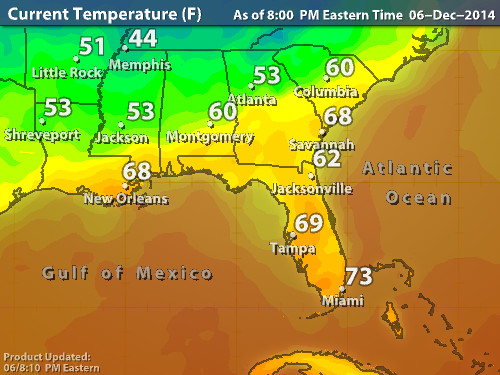 Current Temperature (F) As of 8:00 PM Eastern Time 06-Dec-2014
51
Little Rock
44
Memphis
53
Atlanta
60
Columbia
53
Shreveport
53
Jackson
60
Montgomery
68
Savannah
62
Jacksonville
68
New Orleans
Atlantic
Ocean
69
Tampa
Gulf of Mexico
73
Miami
Product Updated:
06/8:10 PM Eastern